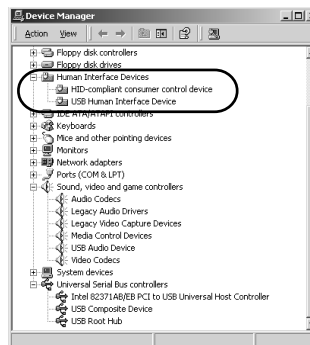 Device Manager
Action View
Floppy disk controllers
Floppy disk drives
Human Interface Devices
HID-compliant consumer control device
USB Human Interface Device
IDE ATA/ATAPI controllers
Keyboards
Mice and other pointing devices
Monitors
Network adapters
Ports (COM & LPT)
Sound, video and game controllers
Audio Codecs
Legacy Audio Drivers
Legacy Video Capture Devices
Media Control Devices
USB Audio Device
Video Codecs
System devices
Universal Serial Bus controllers
Intel 82371AB/EB PCI to USB Universal Host Controller
USB Composite Device
USB Root Hub